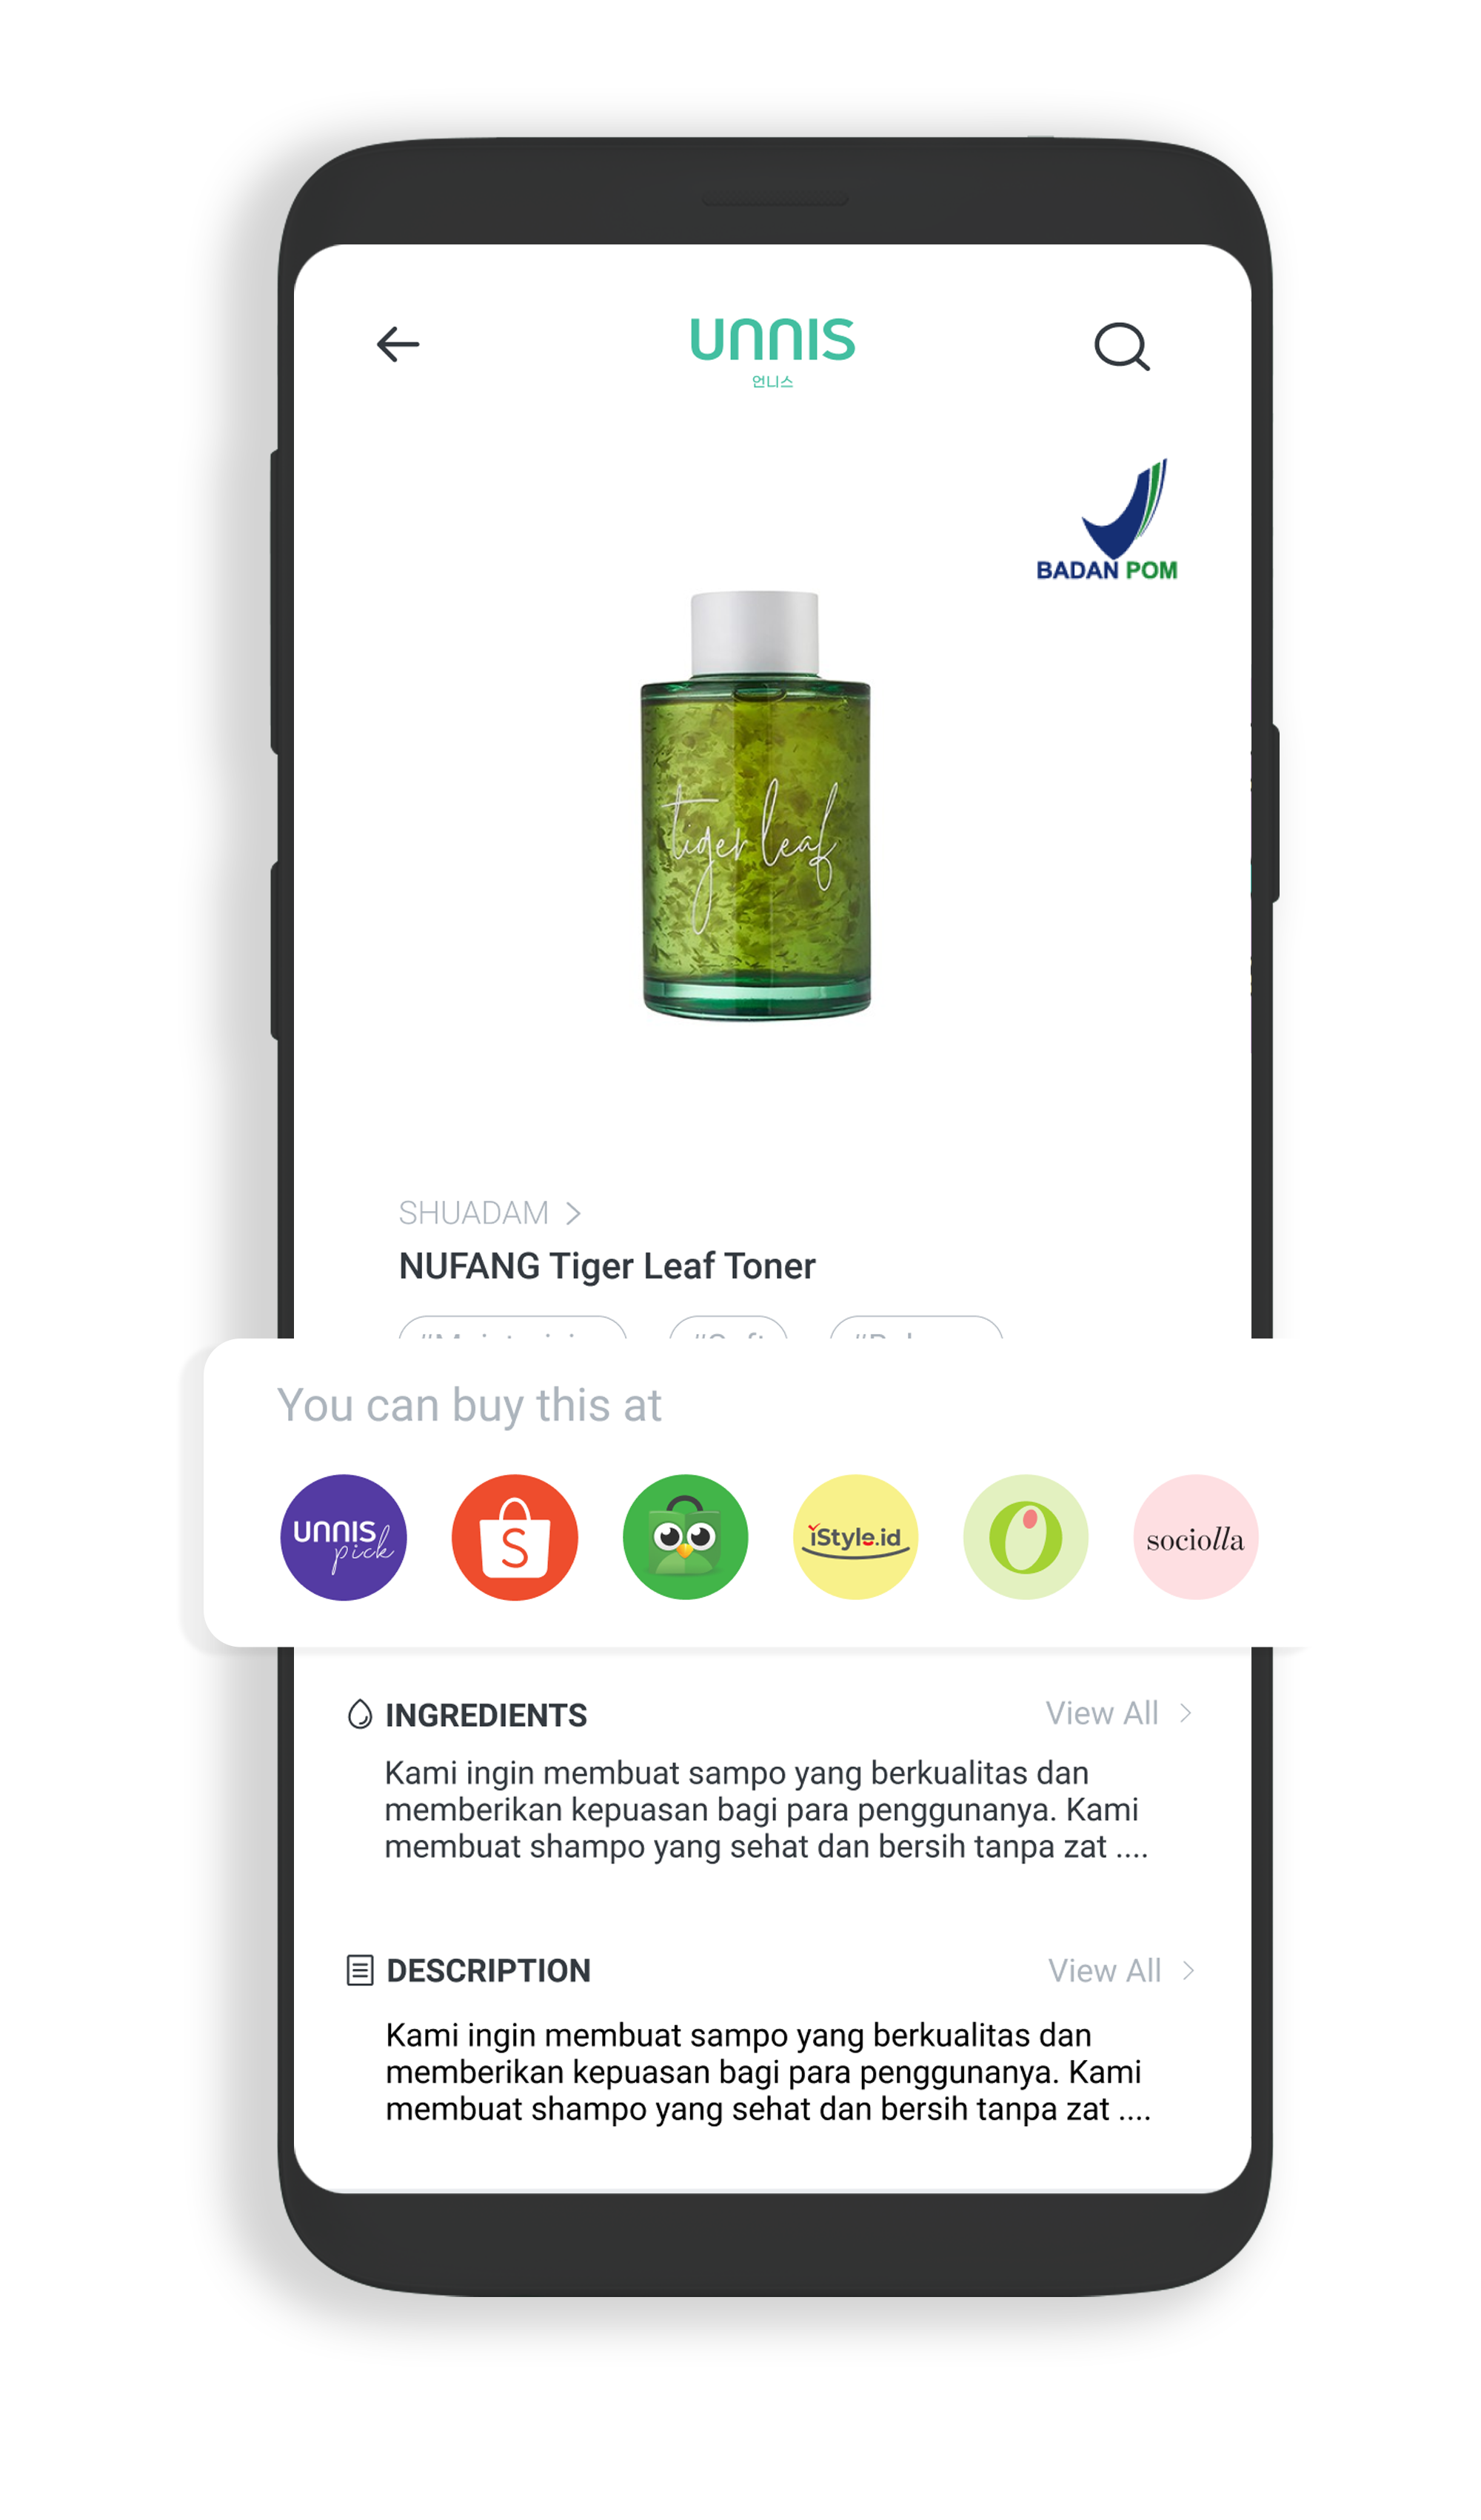 UNNIS
언니스
BADAN POM
tiger leaf
SHUADAM
NUFANG Tiger Leaf Toner
You can buy this at
UNNIS
pick
S
iStyle.id
sociolla
INGREDIENTS
View All
Kami ingin membuat sampo yang berkualitas dan
memberikan kepuasan bagi para penggunanya. Kami
membuat shampo yang sehat dan bersih tanpa zat ....
DESCRIPTION
View All
Kami ingin membuat sampo yang berkualitas dan
memberikan kepuasan bagi para penggunanya. Kami
membuat shampo yang sehat dan bersih tanpa zat ....